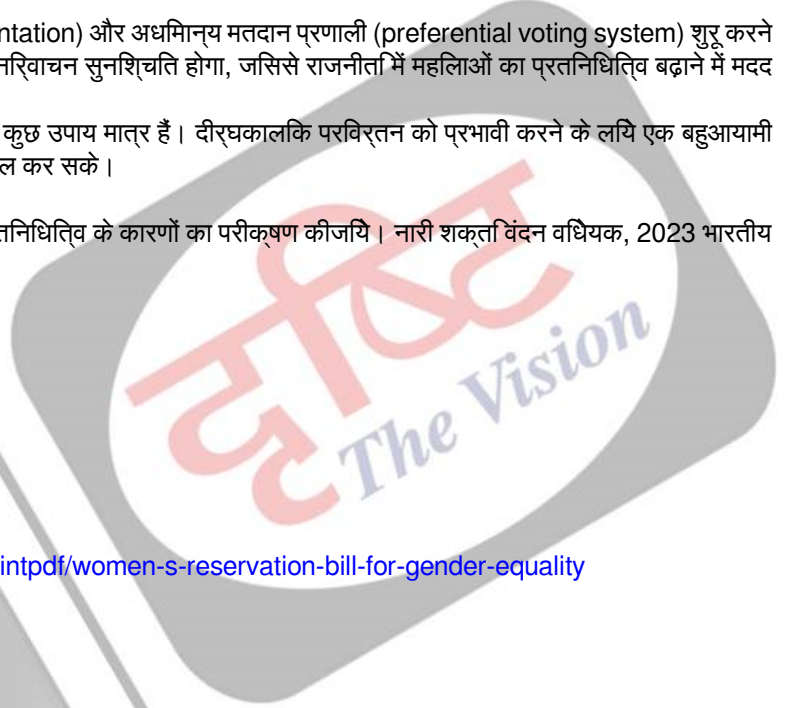 ntation) और अधिमान्य मतदान प्रणाली (preferential voting system) शुरू करने
निर्वाचन सुनिश्चित होगा, जिससे राजनीति में महिलाओं का प्रतिनिधित्व बढ़ाने में मदद
कुछ उपाय मात्र हैं। दीर्घकालिक परिवर्तन को प्रभावी करने के लिये एक बहुआयामी
ल कर सके।
तिनिधित्व के कारणों का परीक्षण कीजिये। नारी शक्ति वंदन विधेयक, 2023 भारतीय
दृष्टि
The Vision
intpdf/women-s-reservation-bill-for-gender-equality